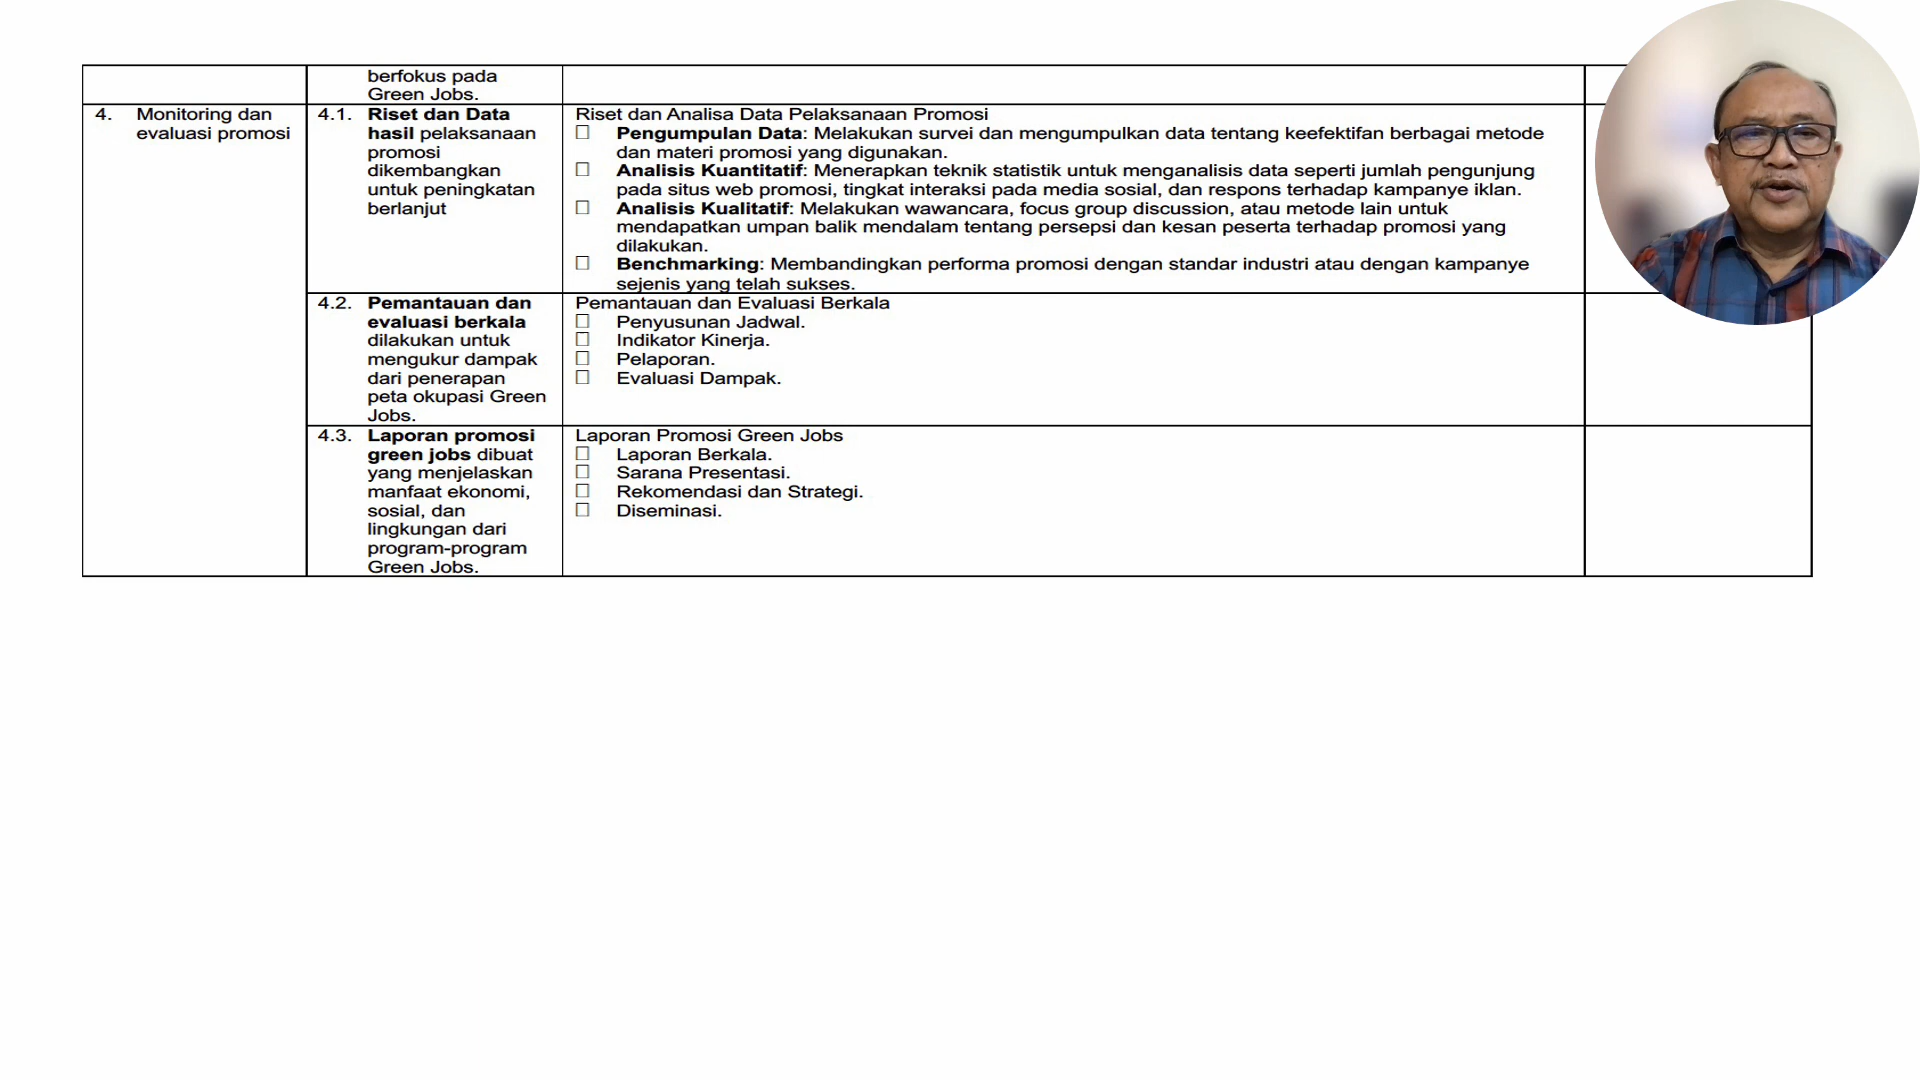 berfokus pada
Green Jobs.
4. Monitoring dan
evaluasi promosi
4.1. Riset dan Data
hasil pelaksanaan
promosi
dikembangkan
untuk peningkatan
berlanjut
Riset dan Analisa Data Pelaksanaan Promosi
Pengumpulan Data: Melakukan survei dan mengumpulkan data tentang keefektifan berbagai metode
dan materi promosi yang digunakan.
Analisis Kuantitatif: Menerapkan teknik statistik untuk menganalisis data seperti jumlah pengunjung
pada situs web promosi, tingkat interaksi pada media sosial, dan respons terhadap kampanye iklan.
Analisis Kualitatif: Melakukan wawancara, focus group discussion, atau metode lain untuk
mendapatkan umpan balik mendalam tentang persepsi dan kesan peserta terhadap promosi yang
dilakukan.
Benchmarking: Membandingkan performa promosi dengan standar industri atau dengan kampanye
sejenis yang telah sukses.
4.2. Pemantauan dan
evaluasi berkala
dilakukan untuk
mengukur dampak
dari penerapan
peta okupasi Green
Jobs.
Pemantauan dan Evaluasi Berkala
Penyusunan Jadwal.
Indikator Kinerja.
Pelaporan.
Evaluasi Dampak.
4.3. Laporan promosi
green jobs dibuat
yang menjelaskan
manfaat ekonomi,
sosial, dan
lingkungan dari
program-program
Green Jobs.
Laporan Promosi Green Jobs
Laporan Berkala.
Sarana Presentasi.
Rekomendasi dan Strategi.
Diseminasi.